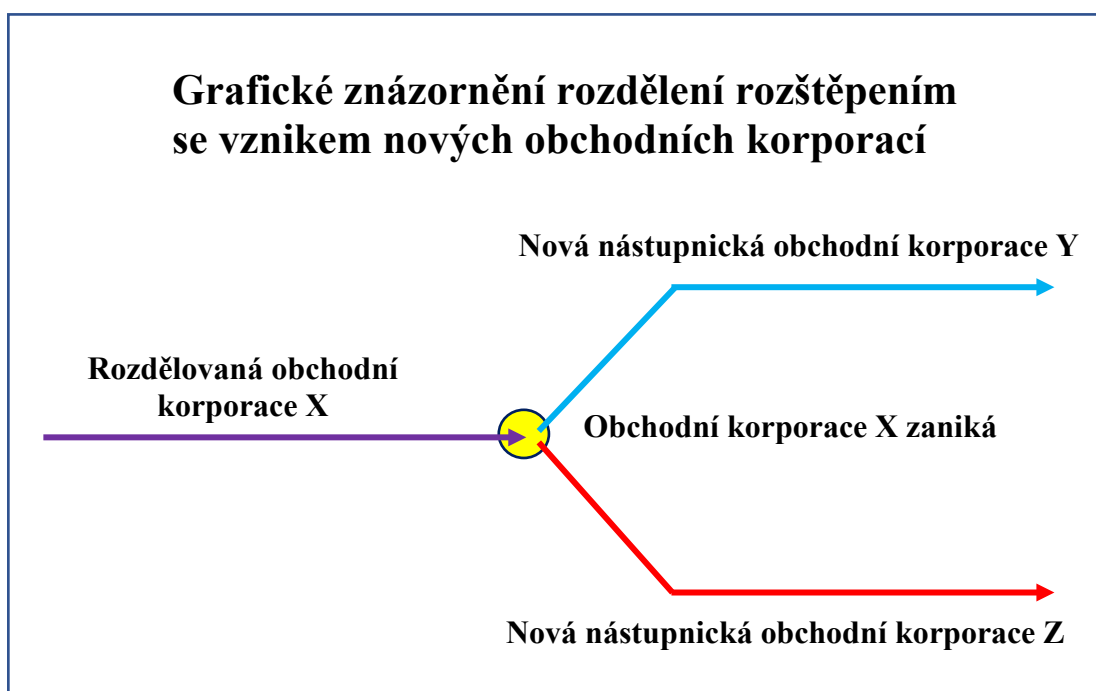 Grafické znázornění rozdělení rozštěpením
se vznikem nových obchodních korporací
Nová nástupnická obchodní korporace Y
Rozdělovaná obchodní
korporace X
Obchodní korporace X zaniká
Nová nástupnická obchodní korporace Z